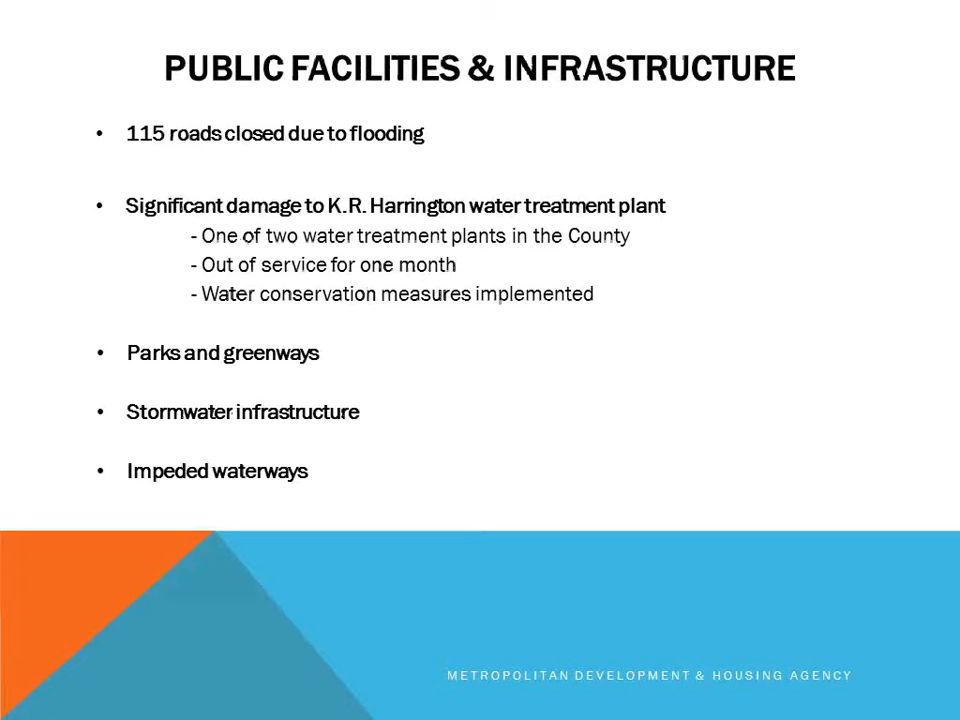 PUBLIC FACILITIES & INFRASTRUCTURE
• 115 roads closed due to flooding
• Significant damage to K.R. Harrington water treatment plant
- One of two water treatment plants in the County
- Out of service for one month
- Water conservation measures implemented
• Parks and greenways
• Stormwater infrastructure
• Impeded waterways
METROPOLITAN DEVELOPMENT & HOUSING AGENCY